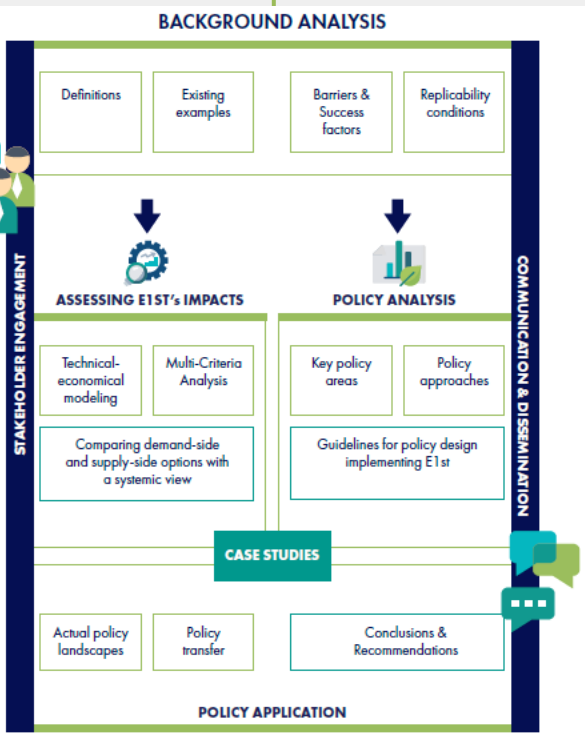 BACKGROUND ANALYSIS
Definitions
Existing
examples
Barriers &
Success
factors
Replicability
conditions
STAKEHOLDER ENGAGEMENT
COMMUNICATION & DISSEMINATION
ASSESSING E1ST's IMPACTS
POLICY ANALYSIS
Technical-
economical
modeling
Multi-Criteria
Analysis
Key policy
areas
Policy
approaches
Comparing demand-side
and supply-side options with
a systemic view
Guidelines for policy design
implementing E1st
CASE STUDIES
Actual policy
landscapes
Policy
transfer
Conclusions &
Recommendations
POLICY APPLICATION